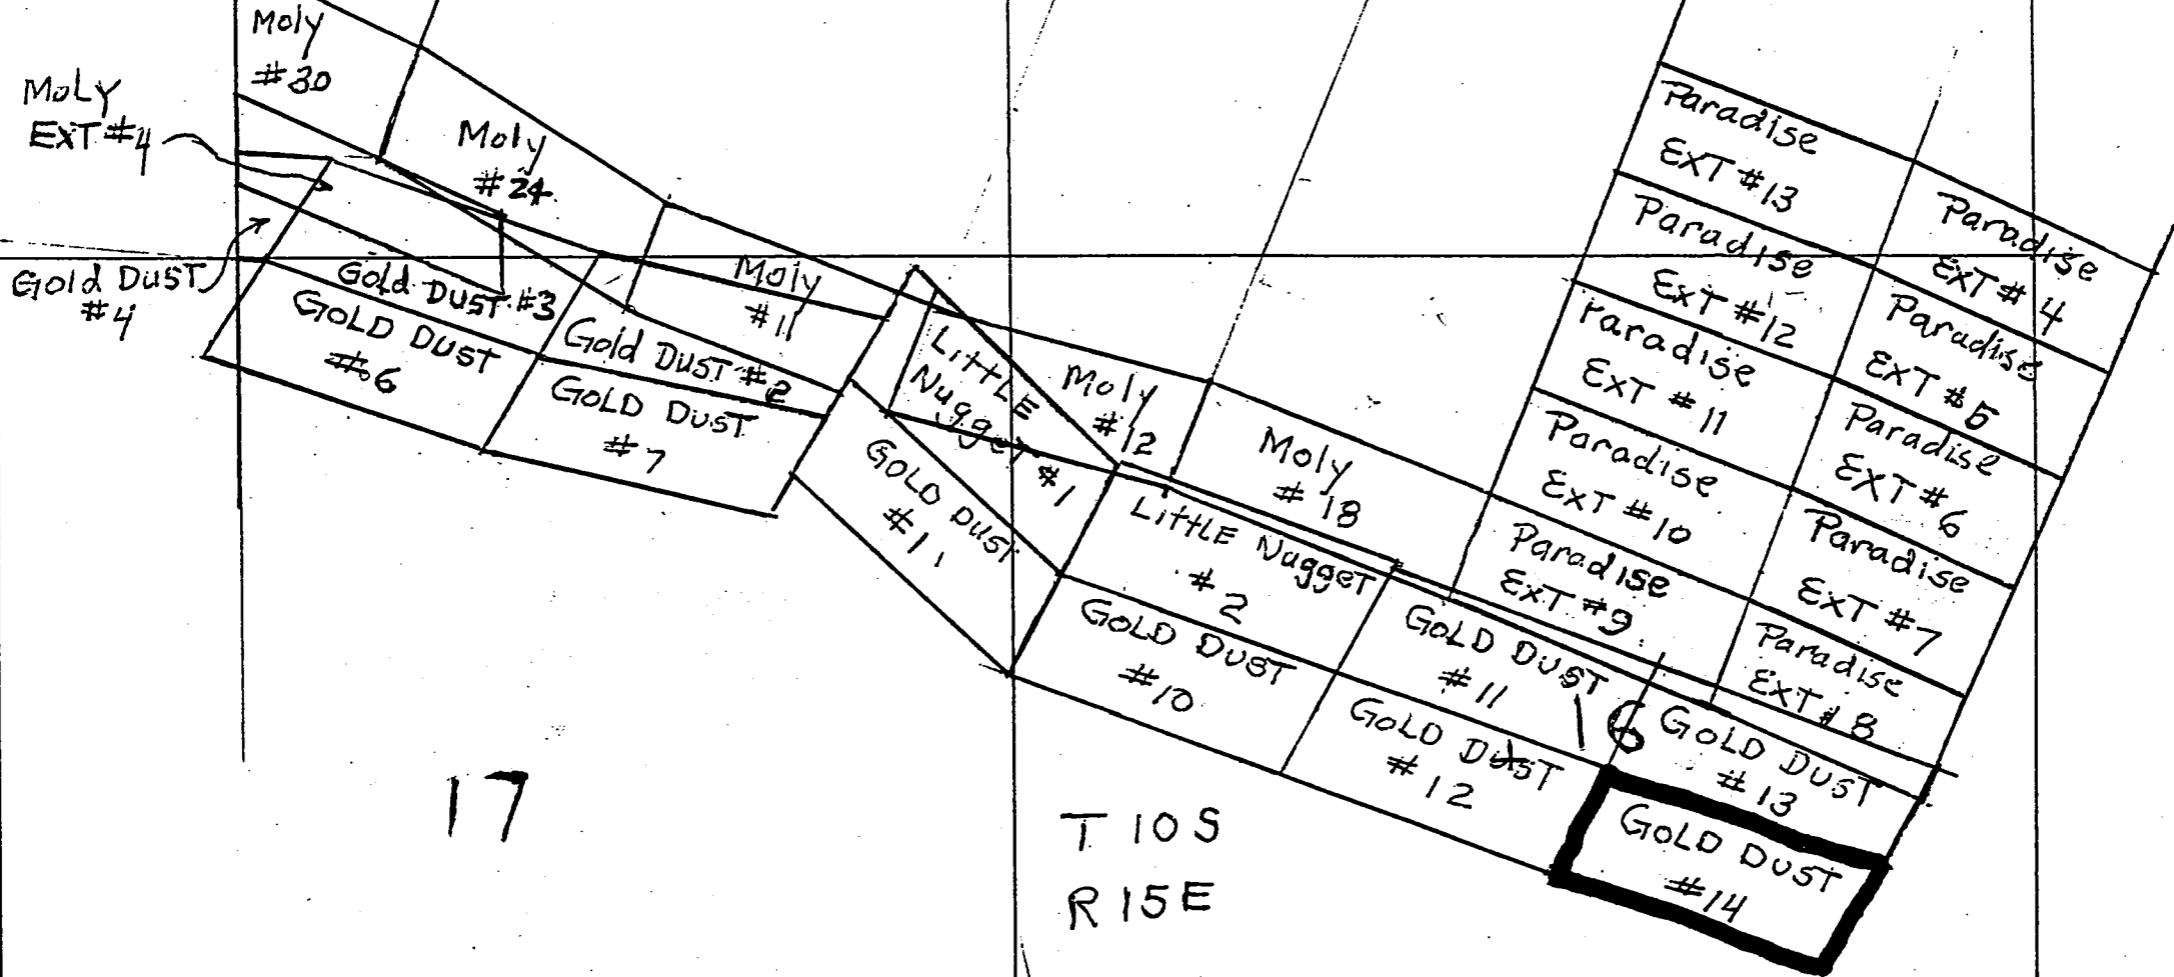 Moly
#30
MoLY
EXT #4
Moly
#24
Gold DUST
#4
Gold DUST #3
GOLD DUST
#6
Moly
#11
Gold DUST #2
GOLD DUST
#7
LITTLE
Nugget #1
GOLD DUST
#1
Moly
#12
Moly
#18
LITTLE Nugget
#2
GOLD DUST
#10
GOLD DUST
#11
GOLD DUST
#12
GOLD DUST
#13
GOLD DUST
#14
Paradise
EXT #13
Paradise
EXT #12
Paradise
EXT #11
Paradise
EXT #10
Paradise
EXT #9
Paradise
EXT #4
Paradise
EXT #5
Paradise
EXT #6
Paradise
EXT #7
Paradise
EXT #8
16
17
T 10 S
R 15 E